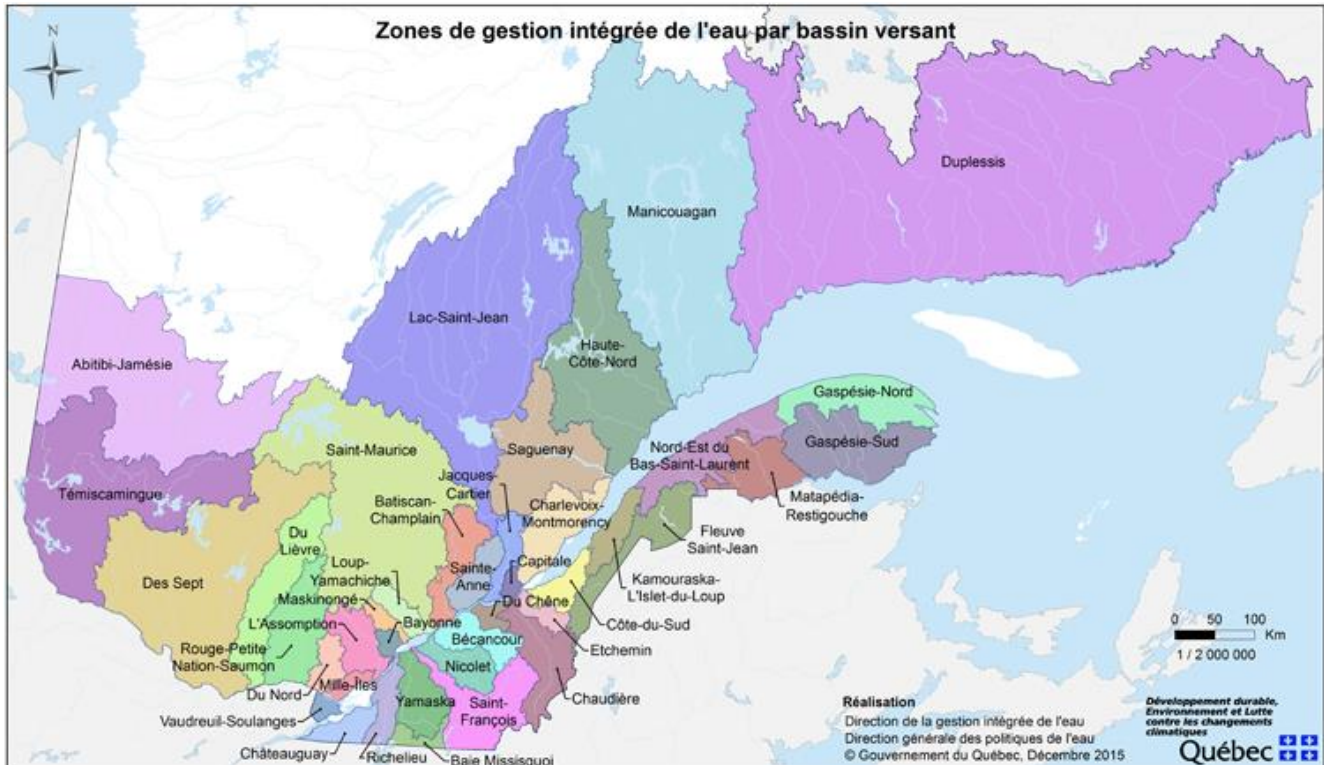 Zones de gestion intégrée de l'eau par bassin versant
N
Duplessis
Manicouagan
Lac-Saint-Jean
Haute-
Côte-Nord
Abitibi-Jamésie
Gaspésie-Nord
Gaspésie-Sud
Saguenay
Nord-Est du
Bas-Saint-Laurent
Saint-Maurice
Témiscamingue
Jacques-
Cartier
Batiscan-
Champlain
Charlevoix-
Montmorency
Matapédia-
Restigouche
Fleuve
Saint-Jean
Du
Lièvre
Des Sept
Loup-
Yamachiche
Sainte-
Anne
Capitale
Kamouraska-
L'Islet-du-Loup
Maskinongé
Du Chêne
L'Assomption
Bayonne
Côte-du-Sud
Bécancour
Etchemin
Rouge-Petite
Nation-Saumon
Nicolet
Du Nord
Mille-Îles
Yamaska
Saint-
François
Chaudière
Vaudreuil-Soulanges
Châteauguay
Richelieu
Baie Missisquoi
0 50 100
Km
1 / 2 000 000
Réalisation
Direction de la gestion intégrée de l'eau
Direction générale des politiques de l'eau
© Gouvernement du Québec, Décembre 2015
Développement durable,
Environnement et Lutte
contre les changements
climatiques
Québec